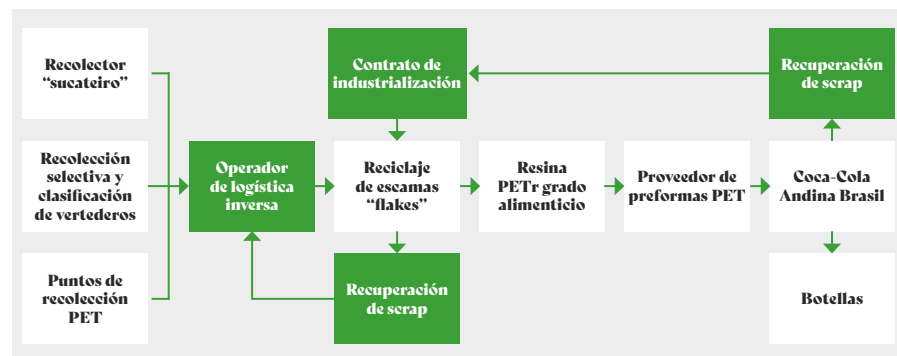 Recolector
“sucateiro”
Contrato de
industrialización
Recuperación
de scrap
Recolección
selectiva y
clasificación
de vertederos
Operador
de logística
inversa
Reciclaje
de escamas
“flakes”
Resina
PETr grado
alimenticio
Proveedor de
preformas PET
Coca-Cola
Andina Brasil
Puntos de
recolección
PET
Recuperación
de scrap
Botellas